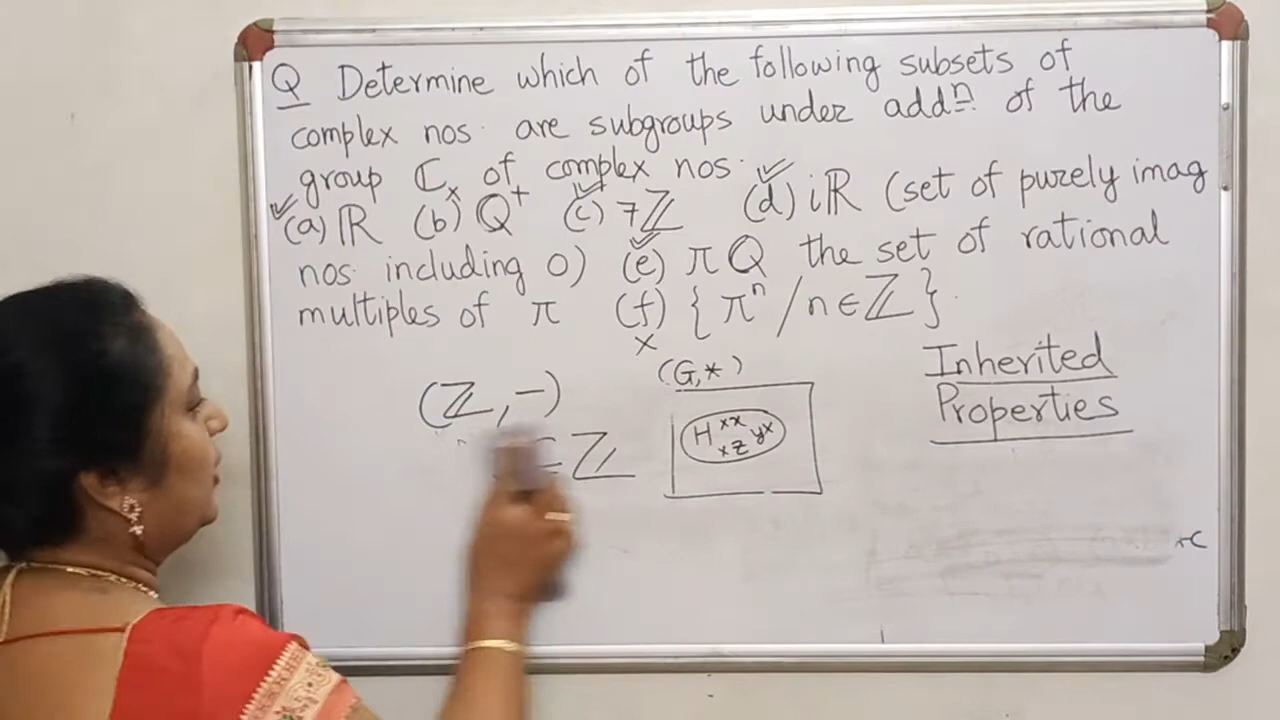 Q Determine which of the following subsets of
complex nos. are subgroups under addⁿ. of the
group ℂ of complex nos.
✓(a) ℝ (b)× ℚ⁺ ✓(c) 7ℤ ✓(d) iℝ (set of purely imag
nos including 0) ✓(e) πℚ the set of rational
multiples of π (f)× { πⁿ / n ∈ ℤ }.
Inherited
Properties
(ℤ, −)
∈ ℤ
(G, *)
H ×x
×z y×
+c